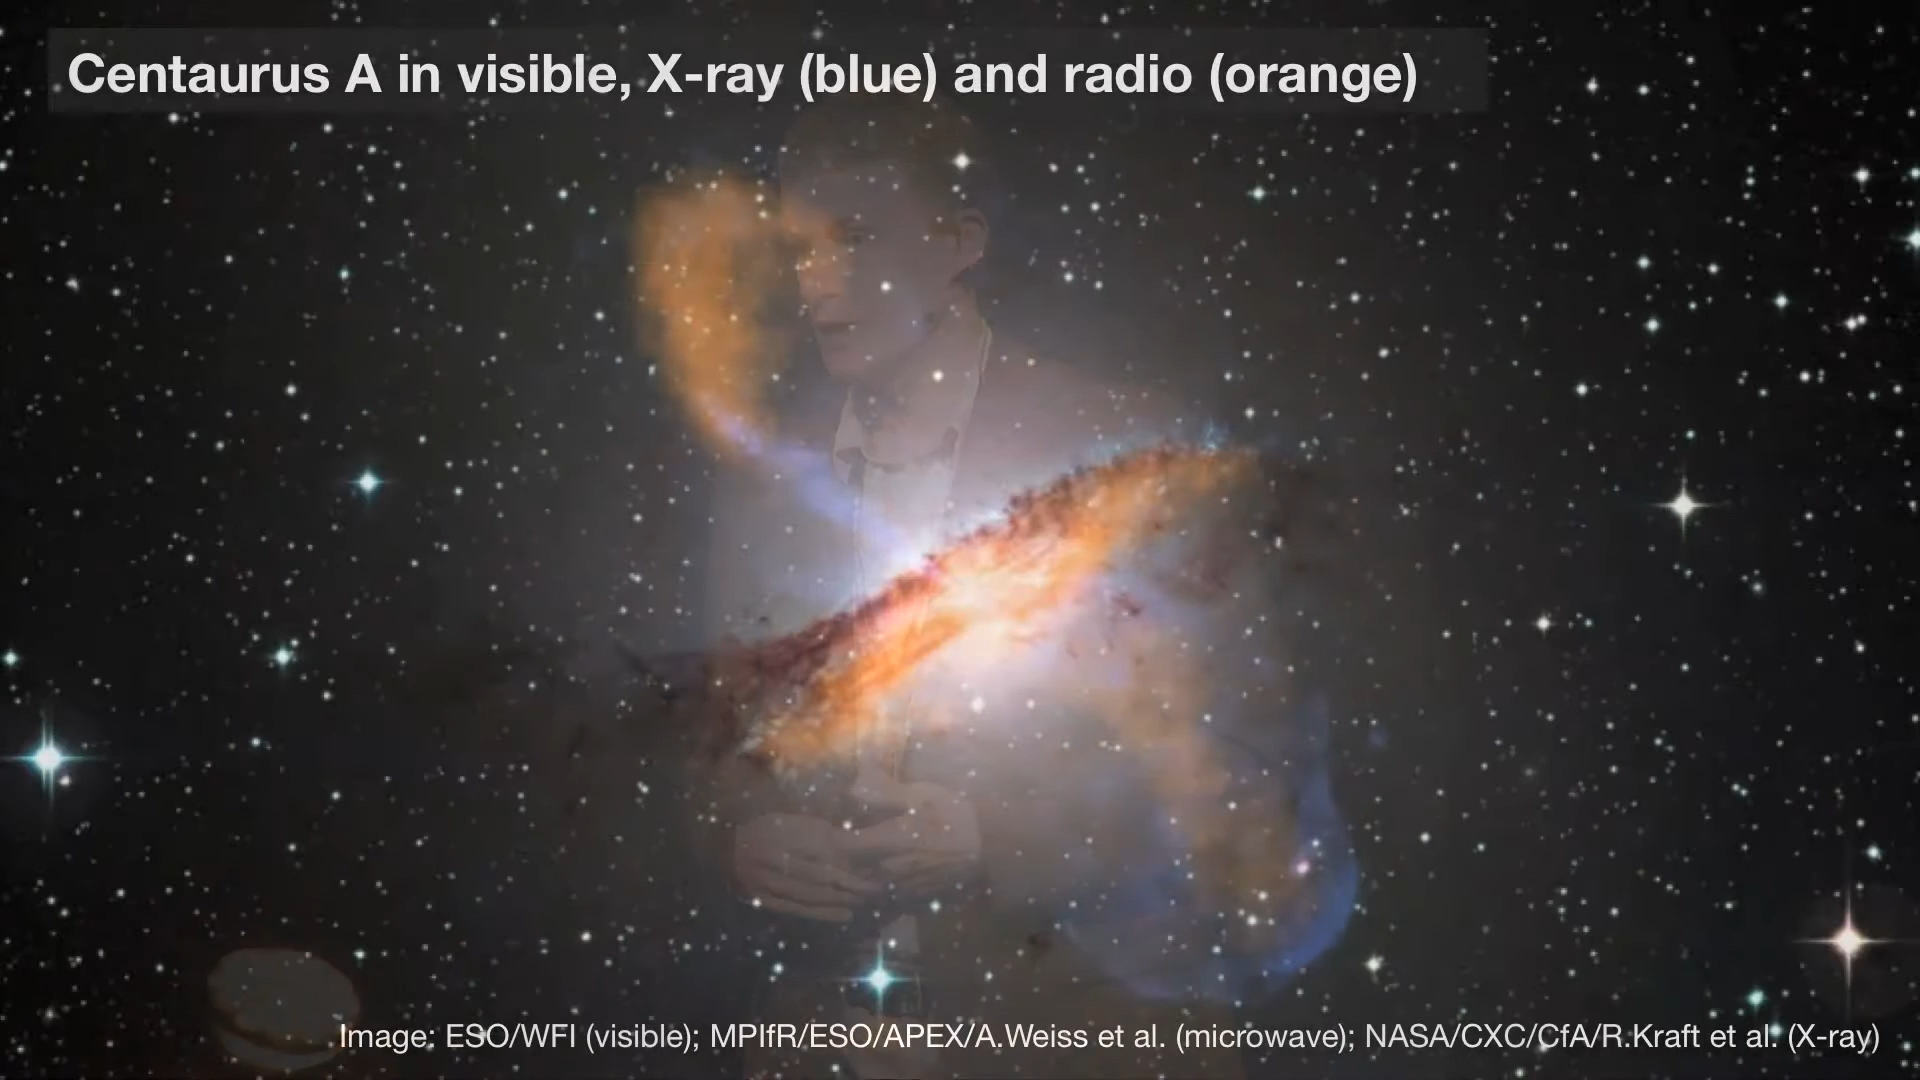 Centaurus A in visible, X-ray (blue) and radio (orange)
Image: ESO/WFI (visible); MPIfR/ESO/APEX/A.Weiss et al. (microwave); NASA/CXC/CfA/R.Kraft et al. (X-ray)